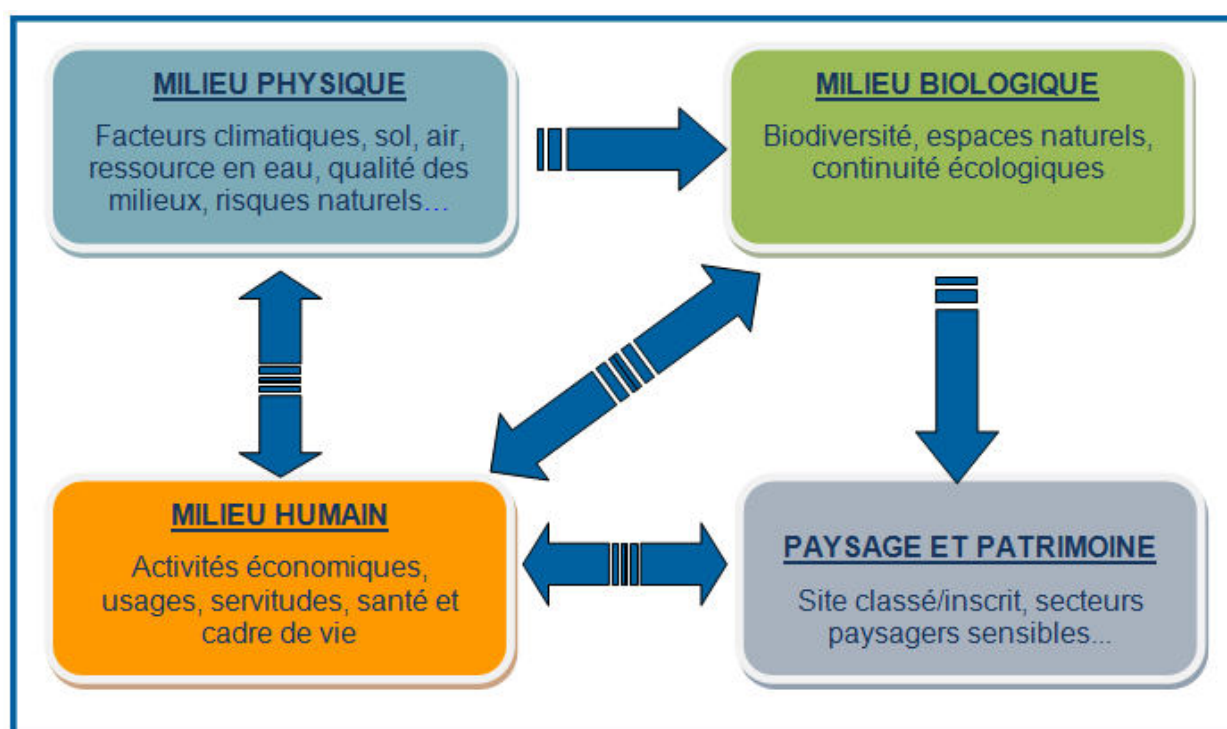 MILIEU PHYSIQUE
Facteurs climatiques, sol, air,
ressource en eau, qualité des
milieux, risques naturels…
MILIEU BIOLOGIQUE
Biodiversité, espaces naturels,
continuité écologiques
MILIEU HUMAIN
Activités économiques,
usages, servitudes, santé et
cadre de vie
PAYSAGE ET PATRIMOINE
Site classé/inscrit, secteurs
paysagers sensibles...